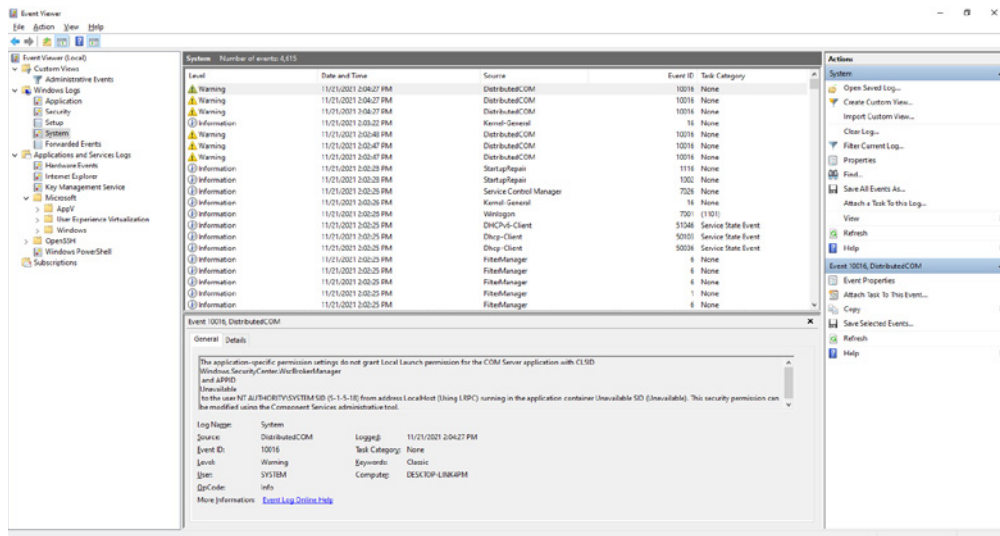 Event Viewer
File Action View Help
Event Viewer (Local)
Custom Views
Administrative Events
Windows Logs
Application
Security
Setup
System
Forwarded Events
Applications and Services Logs
Hardware Events
Internet Explorer
Key Management Service
Microsoft
AppV
User Experience Virtualization
Windows
OpenSSH
Windows PowerShell
Subscriptions
System Number of events: 4,615
Level Date and Time Source Event ID Task Category
Warning 11/21/2021 2:04:27 PM DistributedCOM 10016 None
Warning 11/21/2021 2:04:27 PM DistributedCOM 10016 None
Warning 11/21/2021 2:04:27 PM DistributedCOM 10016 None
Information 11/21/2021 2:03:22 PM Kernel-General 16 None
Warning 11/21/2021 2:02:48 PM DistributedCOM 10016 None
Warning 11/21/2021 2:02:47 PM DistributedCOM 10016 None
Warning 11/21/2021 2:02:47 PM DistributedCOM 10016 None
Information 11/21/2021 2:02:28 PM StartupRepair 1116 None
Information 11/21/2021 2:02:28 PM StartupRepair 1002 None
Information 11/21/2021 2:02:28 PM Service Control Manager 7026 None
Information 11/21/2021 2:02:26 PM Kernel-General 16 None
Information 11/21/2021 2:02:25 PM Winlogon 7001 (1101)
Information 11/21/2021 2:02:25 PM DHCPv6-Client 51046 Service State Event
Information 11/21/2021 2:02:25 PM Dhcp-Client 50103 Service State Event
Information 11/21/2021 2:02:25 PM Dhcp-Client 50036 Service State Event
Information 11/21/2021 2:02:25 PM FilterManager 6 None
Information 11/21/2021 2:02:25 PM FilterManager 6 None
Information 11/21/2021 2:02:25 PM FilterManager 6 None
Information 11/21/2021 2:02:25 PM FilterManager 1 None
Information 11/21/2021 2:02:25 PM FilterManager 6 None
Event 10016, DistributedCOM
General Details
The application-specific permission settings do not grant Local Launch permission for the COM Server application with CLSID
Windows.SecurityCenter.WscBrokerManager
and APPID
Unavailable
to the user NT AUTHORITY\SYSTEM SID (S-1-5-18) from address LocalHost (Using LRPC) running in the application container Unavailable SID (Unavailable). This security permission can
be modified using the Component Services administrative tool.
Log Name: System
Source: DistributedCOM Logged: 11/21/2021 2:04:27 PM
Event ID: 10016 Task Category: None
Level: Warning Keywords: Classic
User: SYSTEM Computer:
OpCode: Info
More Information: Event Log Online Help
Actions
System
Open Saved Log...
Create Custom View...
Import Custom View...
Clear Log...
Filter Current Log...
Properties
Find...
Save All Events As...
Attach a Task To this Log...
View
Refresh
Help
Event 10016, DistributedCOM
Event Properties
Attach Task To This Event...
Copy
Save Selected Events...
Refresh
Help